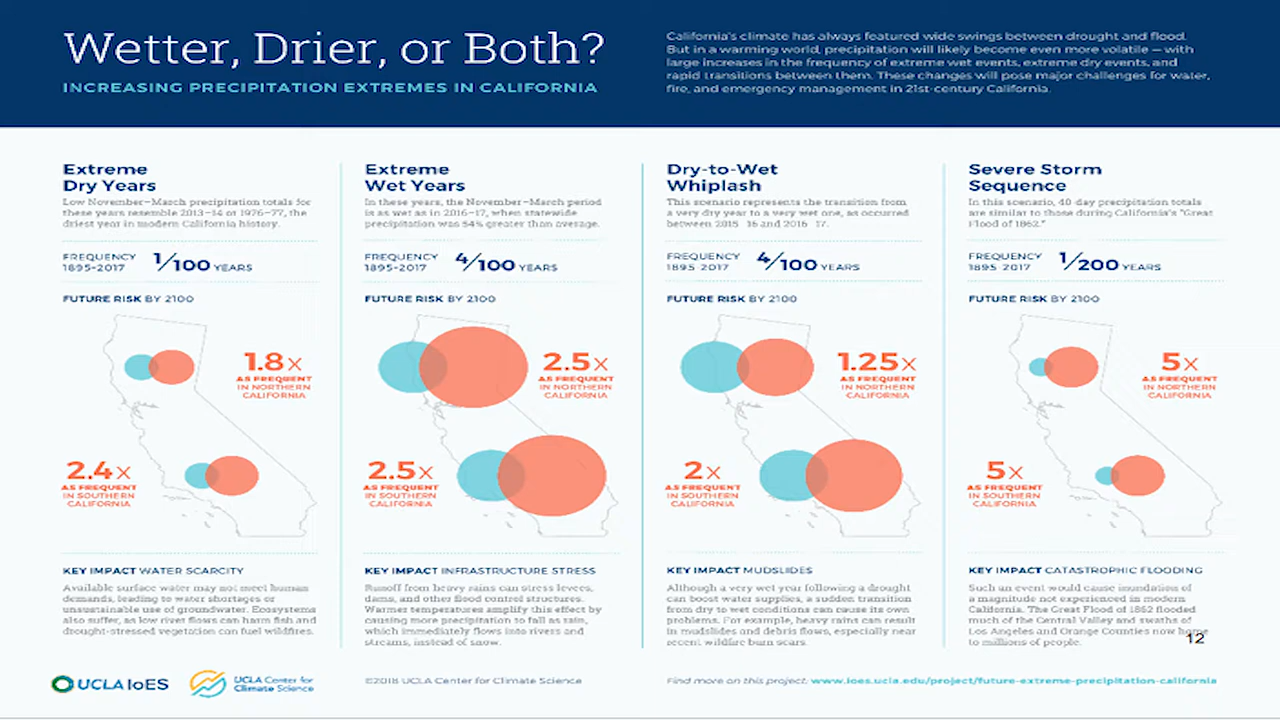 Wetter, Drier, or Both?
INCREASING PRECIPITATION EXTREMES IN CALIFORNIA
California's climate has always featured wide swings between drought and flood.
But in a warming world, precipitation will likely become even more volatile — with
large increases in the frequency of extreme wet events, extreme dry events, and
rapid transitions between them. These changes will pose major challenges for water,
fire, and emergency management in 21st-century California.
Extreme
Dry Years
Low November–March precipitation totals for
these years resemble 2013–14 or 1976–77, the
driest year in modern California history.
FREQUENCY
1895-2017
1/100 YEARS
FUTURE RISK BY 2100
1.8x
AS FREQUENT
IN NORTHERN
CALIFORNIA
2.4x
AS FREQUENT
IN SOUTHERN
CALIFORNIA
KEY IMPACT WATER SCARCITY
Available surface water may not meet human
demands, leading to water shortages or
unsustainable use of groundwater. Ecosystems
also suffer, as low river flows can harm fish and
drought-stressed vegetation can fuel wildfires.
Extreme
Wet Years
In these years, the November–March period
is as wet as in 2016–17, when statewide
precipitation was 54% greater than average.
FREQUENCY
1895-2017
4/100 YEARS
FUTURE RISK BY 2100
2.5x
AS FREQUENT
IN NORTHERN
CALIFORNIA
2.5x
AS FREQUENT
IN SOUTHERN
CALIFORNIA
KEY IMPACT INFRASTRUCTURE STRESS
Runoff from heavy rains can stress levees,
dams, and other flood control structures.
Warmer temperatures amplify this effect by
causing more precipitation to fall as rain,
which immediately flows into rivers and
streams, instead of snow.
Dry-to-Wet
Whiplash
This scenario represents the transition from
a very dry year to a very wet one, as occurred
between 2015–16 and 2016–17.
FREQUENCY
1895-2017
4/100 YEARS
FUTURE RISK BY 2100
1.25x
AS FREQUENT
IN NORTHERN
CALIFORNIA
2x
AS FREQUENT
IN SOUTHERN
CALIFORNIA
KEY IMPACT MUDSLIDES
Although a very wet year following a drought
can boost water supplies, a sudden transition
from dry to wet conditions can cause its own
problems. For example, heavy rains can result
in mudslides and debris flows, especially near
recent wildfire burn scars.
Severe Storm
Sequence
In this scenario, 40-day precipitation totals
are similar to those during California's "Great
Flood of 1862."
FREQUENCY
1895-2017
1/200 YEARS
FUTURE RISK BY 2100
5x
AS FREQUENT
IN NORTHERN
CALIFORNIA
5x
AS FREQUENT
IN SOUTHERN
CALIFORNIA
KEY IMPACT CATASTROPHIC FLOODING
Such an event would cause inundation of
a magnitude not experienced in modern
California. The Great Flood of 1862 flooded
much of the Central Valley and swaths of
Los Angeles and Orange Counties now home
to millions of people.
12
UCLA IoES
UCLA Center for
Climate Science
©2018 UCLA Center for Climate Science
Find more on this project: www.ioes.ucla.edu/project/future-extreme-precipitation-california